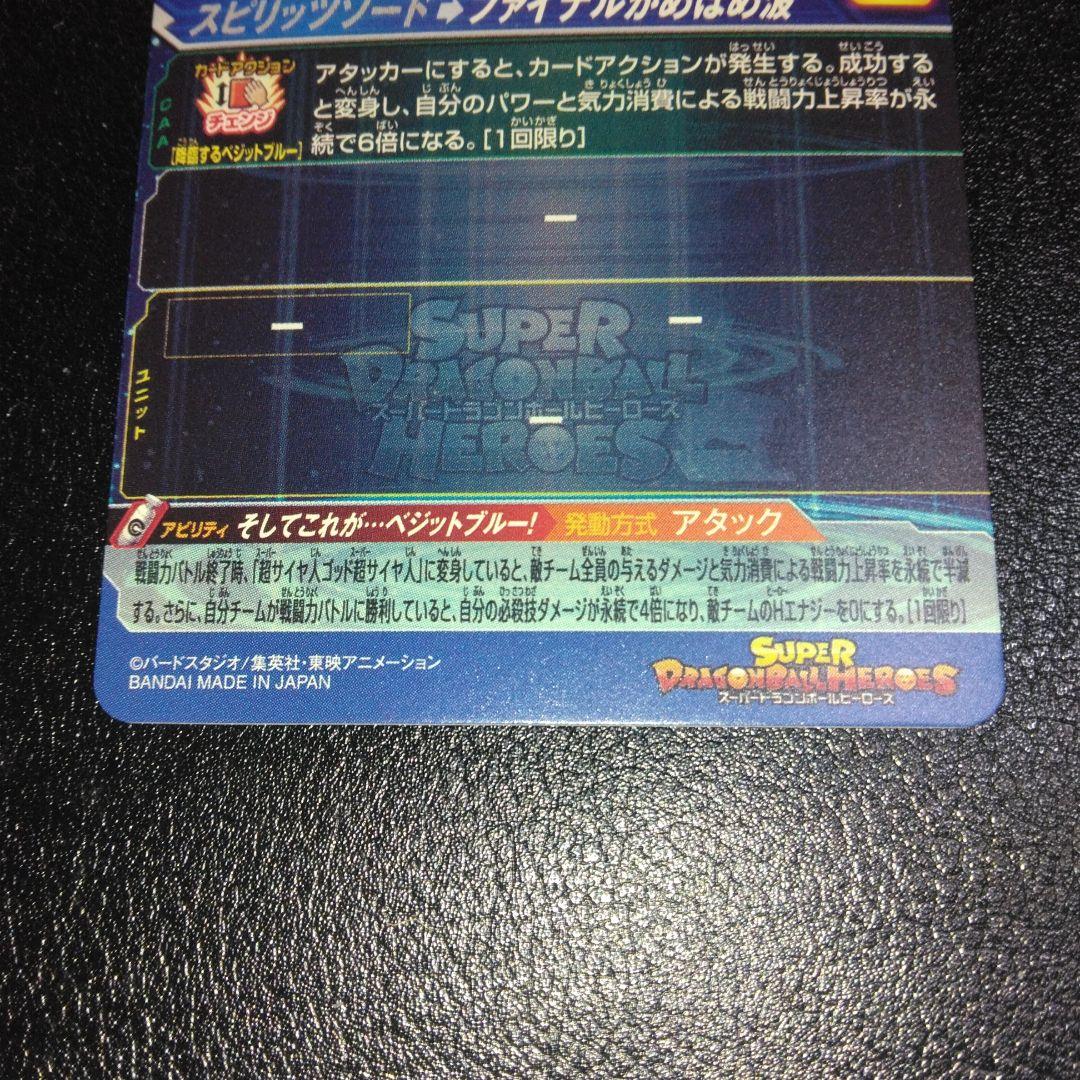 スピリッツソード➡ファイナルかめはめ波
カードアクション
チェンジ
CAA
[降臨するベジットブルー]
アタッカーにすると、カードアクションが発生する。成功する
と変身し、自分のパワーと気力消費による戦闘力上昇率が永
続で6倍になる。[1回限り]
ー
ユニット
ー
ー
ー
SUPER
DRAGONBALL
スーパードラゴンボールヒーローズ
HEROES
アビリティ そしてこれが…ベジットブルー! 発動方式 アタック
戦闘力バトル終了時、「超サイヤ人ゴッド超サイヤ人」に変身していると、敵チーム全員の与えるダメージと気力消費による戦闘力上昇率を永続で半減
する。さらに、自分チームが戦闘力バトルに勝利していると、自分の必殺技ダメージが永続で4倍になり、敵チームのHエナジーを0にする。[1回限り]
©バードスタジオ/集英社・東映アニメーション
BANDAI MADE IN JAPAN
SUPER
DRAGONBALL HEROES
スーパードラゴンボールヒーローズ